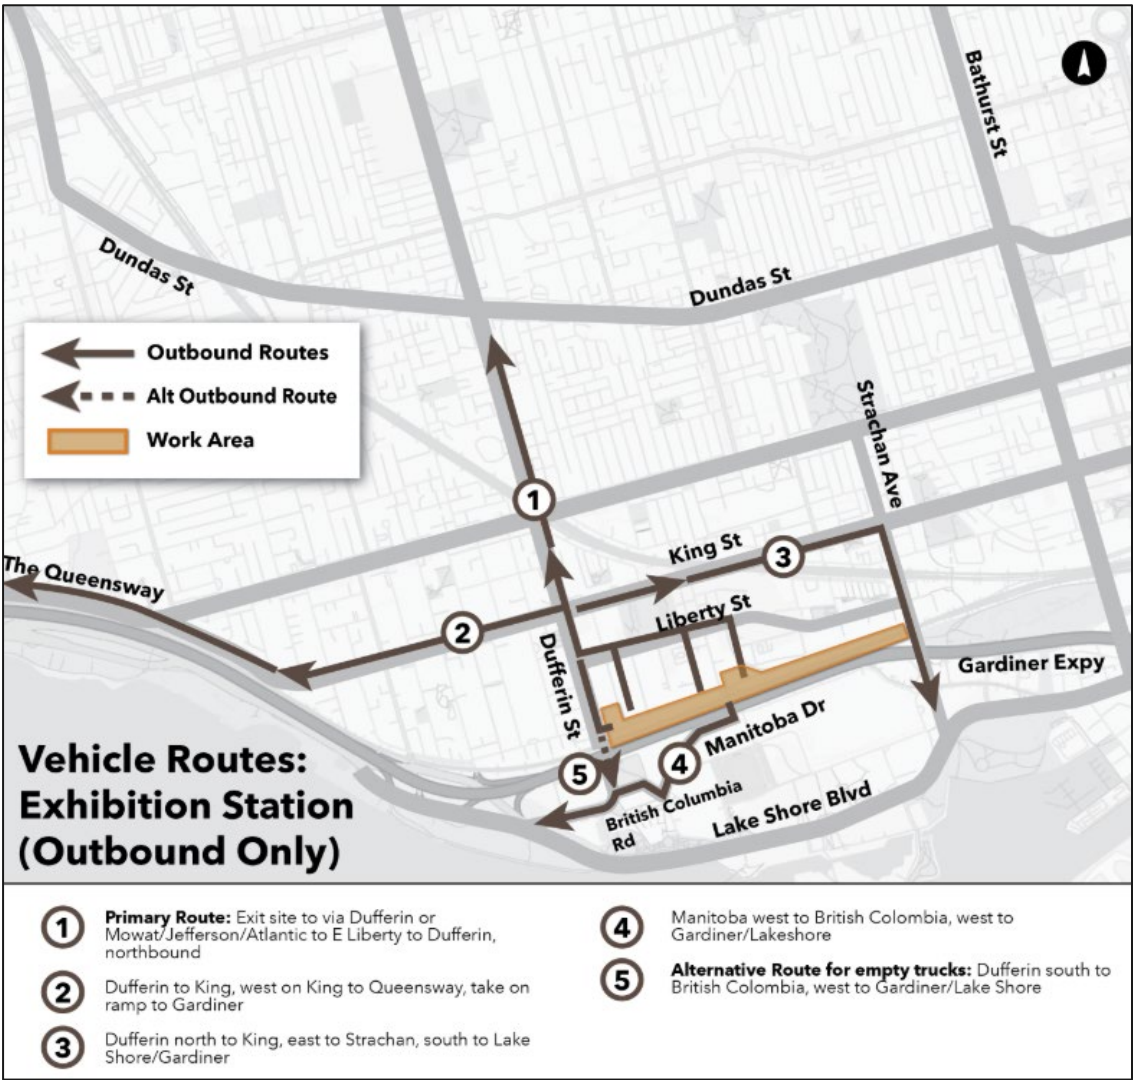 Bathurst St
Dundas St
Dundas St
Outbound Routes
Alt Outbound Route
Work Area
Strachan Ave
1
King St
3
The Queensway
Liberty St
2
Dufferin St
Gardiner Expy
Manitoba Dr
4
5
British Columbia
Rd
Lake Shore Blvd
Vehicle Routes:
Exhibition Station
(Outbound Only)
1
Primary Route: Exit site to via Dufferin or
Mowat/Jefferson/Atlantic to E Liberty to Dufferin,
northbound
2
Dufferin to King, west on King to Queensway, take on
ramp to Gardiner
3
Dufferin north to King, east to Strachan, south to Lake
Shore/Gardiner
4
Manitoba west to British Colombia, west to
Gardiner/Lakeshore
5
Alternative Route for empty trucks: Dufferin south to
British Colombia, west to Gardiner/Lake Shore